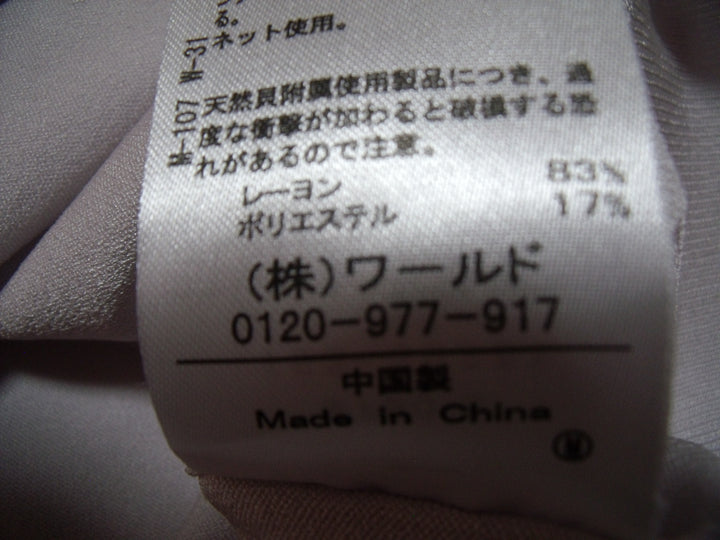 る。
ネット使用。
W-31
W-107
天然貝附属使用製品につき、過
度な衝撃が加わると破損する恐
れがあるので注意。
レーヨン 83%
ポリエステル 17%
(株)ワールド
0120-977-917
中国製
Made in China